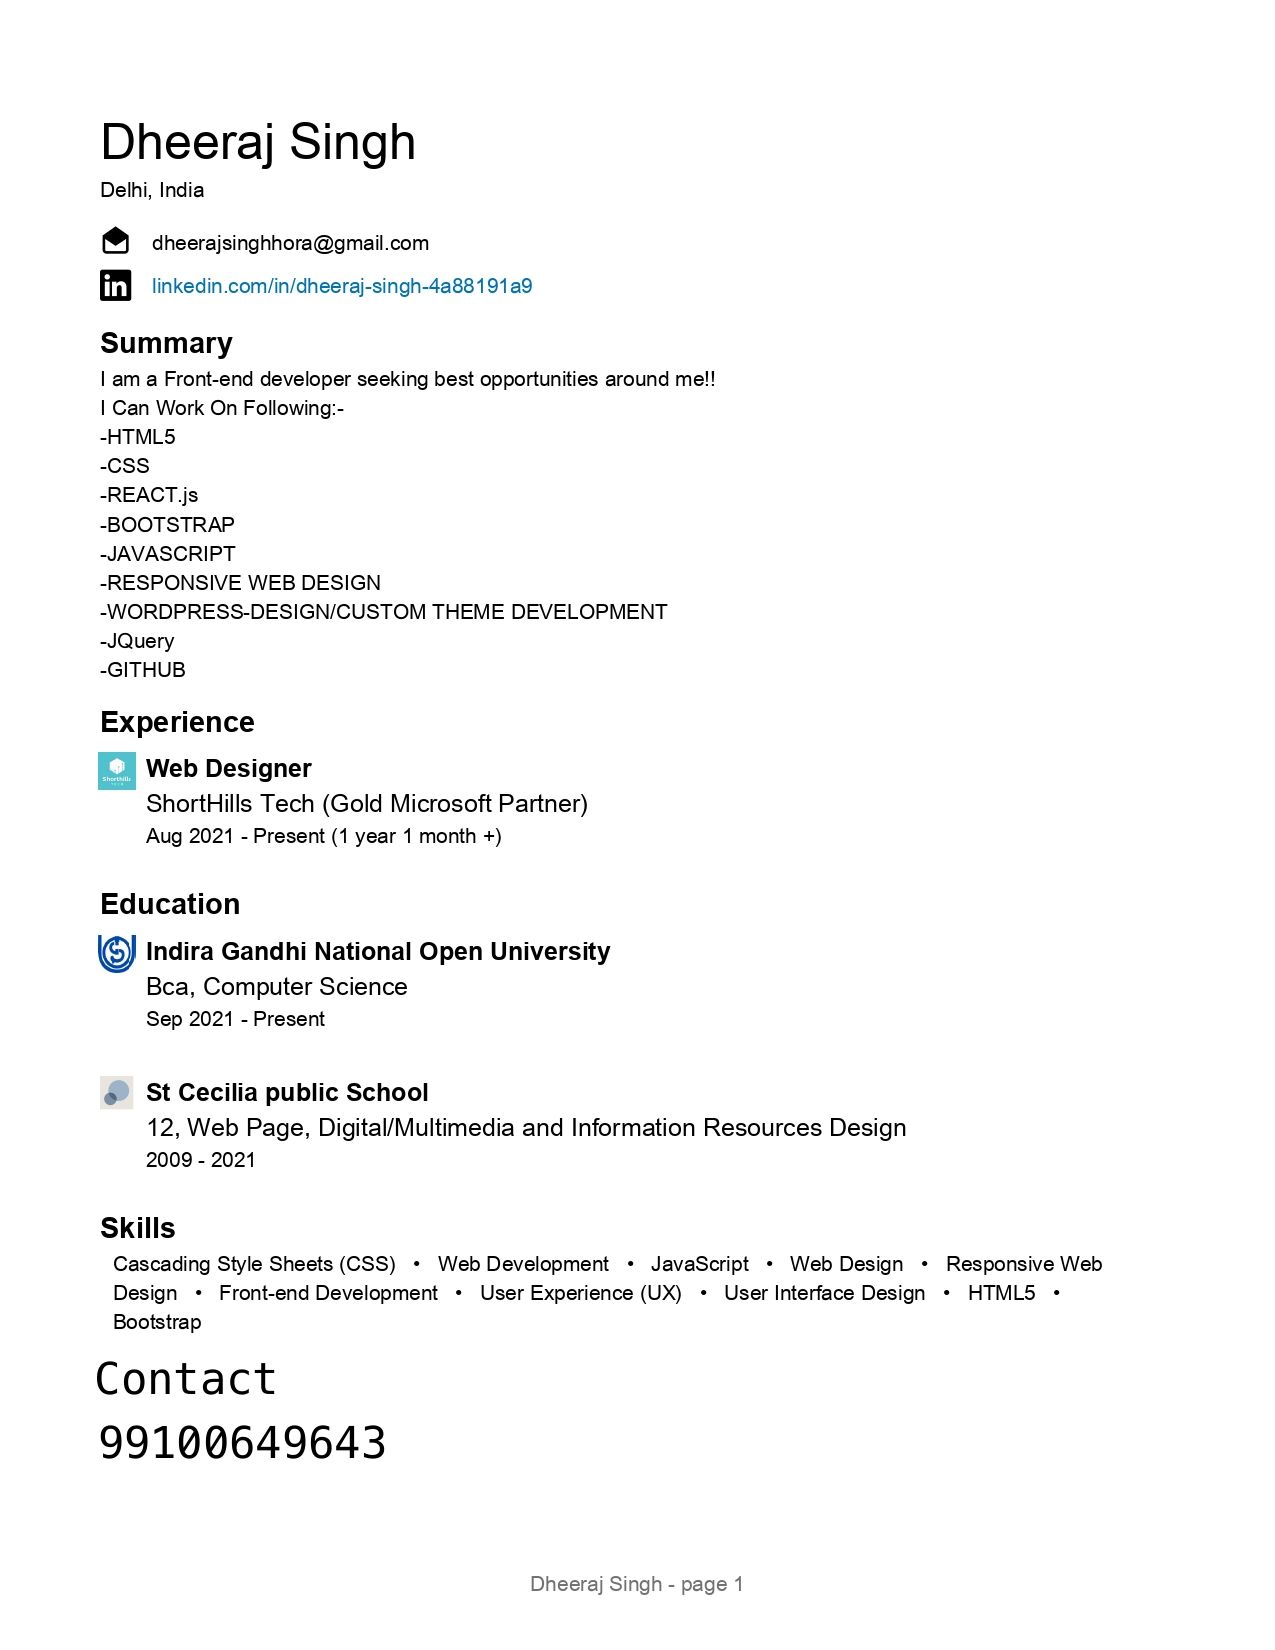 Dheeraj Singh
Delhi, India
dheerajsinghhora@gmail.com
linkedin.com/in/dheeraj-singh-4a88191a9
Summary
I am a Front-end developer seeking best opportunities around me!!
I Can Work On Following:-
-HTML5
-CSS
-REACT.js
-BOOTSTRAP
-JAVASCRIPT
-RESPONSIVE WEB DESIGN
-WORDPRESS-DESIGN/CUSTOM THEME DEVELOPMENT
-JQuery
-GITHUB
Experience
Shorthills
TECH
Web Designer
ShortHills Tech (Gold Microsoft Partner)
Aug 2021 - Present (1 year 1 month +)
Education
Indira Gandhi National Open University
Bca, Computer Science
Sep 2021 - Present
St Cecilia public School
12, Web Page, Digital/Multimedia and Information Resources Design
2009 - 2021
Skills
Cascading Style Sheets (CSS) • Web Development • JavaScript • Web Design • Responsive Web
Design • Front-end Development • User Experience (UX) • User Interface Design • HTML5 •
Bootstrap
Contact
99100649643
Dheeraj Singh - page 1